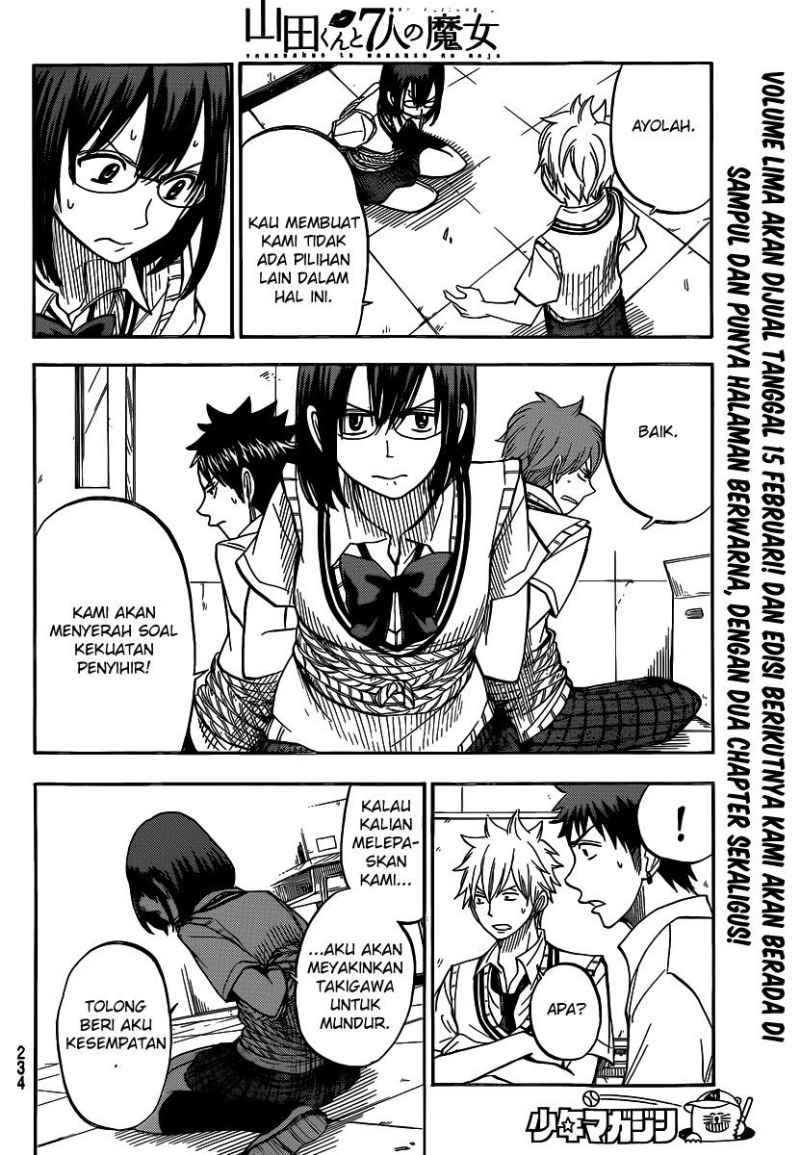 山田くんと7人の魔女
yamadakun to nananin no majo
AYOLAH.
KAU MEMBUAT
KAMI TIDAK
ADA PILIHAN
LAIN DALAM
HAL INI.
BAIK.
KAMI AKAN
MENYERAH SOAL
KEKUATAN
PENYIHIR!
!
APA?
KALAU
KALIAN
MELEPA-
SKAN
KAMI...
...AKU AKAN
MEYAKINKAN
TAKIGAWA
UNTUK
MUNDUR.
TOLONG
BERI AKU
KESEMPATAN
VOLUME LIMA AKAN DIJUAL TANGGAL 15 FEBRUARI! DAN EDISI BERIKUTNYA KAMI AKAN BERADA DI
SAMPUL DAN PUNYA HALAMAN BERWARNA, DENGAN DUA CHAPTER SEKALIGUS!
234
少年マガジン